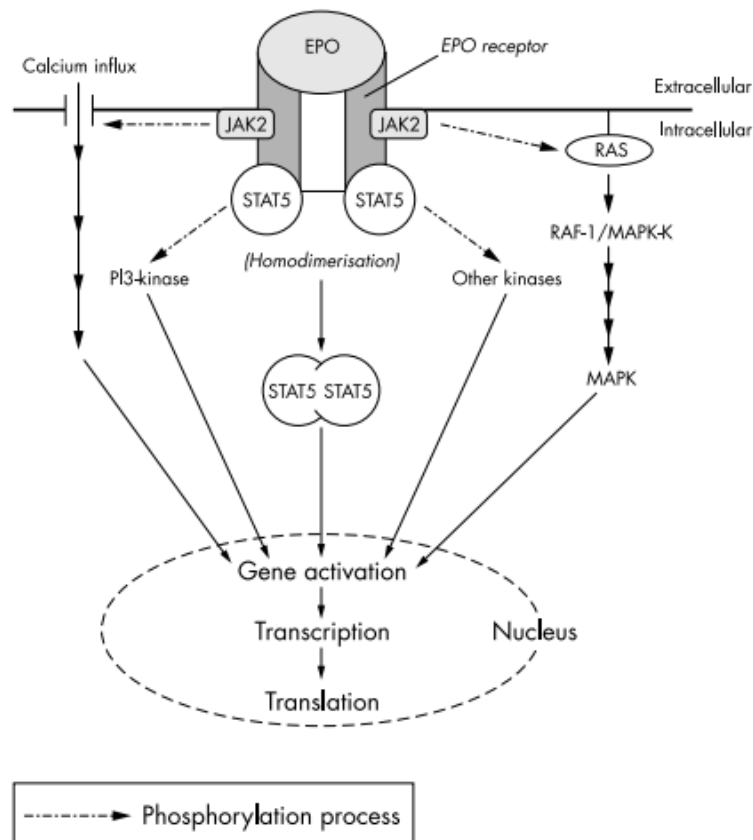 EPO
EPO receptor
Calcium influx
Extracellular
JAK2
JAK2
Intracellular
RAS
STAT5
STAT5
RAF-1/MAPK-K
(Homodimerisation)
PI3-kinase
Other kinases
STAT5 STAT5
MAPK
Gene activation
Transcription
Nucleus
Translation
Phosphorylation process